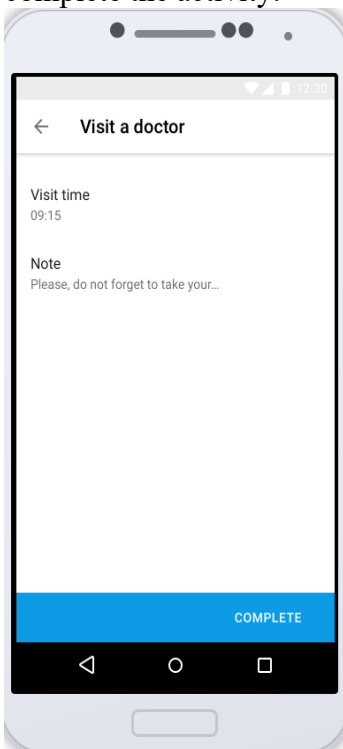 complete the activity.
12:30
Visit a doctor
Visit time
09:15
Note
Please, do not forget to take your...
COMPLETE